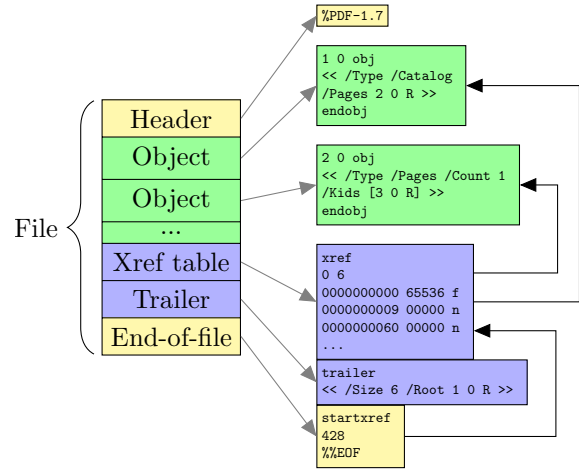 File
Header
Object
Object
...
Xref table
Trailer
End-of-file
%PDF-1.7
1 0 obj
<< /Type /Catalog
/Pages 2 0 R >>
endobj
2 0 obj
<< /Type /Pages /Count 1
/Kids [3 0 R] >>
endobj
xref
0 6
0000000000 65536 f
0000000009 00000 n
0000000060 00000 n
...
trailer
<< /Size 6 /Root 1 0 R >>
startxref
428
%%EOF